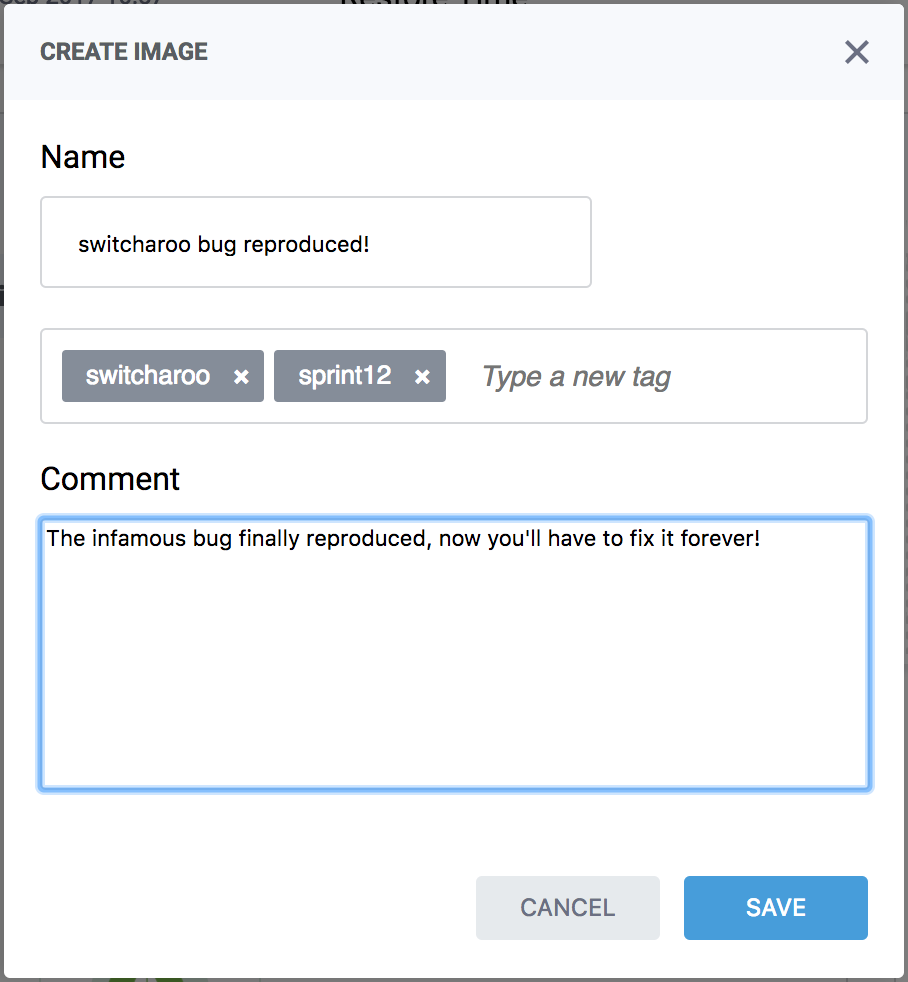 CREATE IMAGE
Name
switcharoo bug reproduced!
switcharoo × sprint12 × Type a new tag
Comment
The infamous bug finally reproduced, now you'll have to fix it forever!
CANCEL SAVE